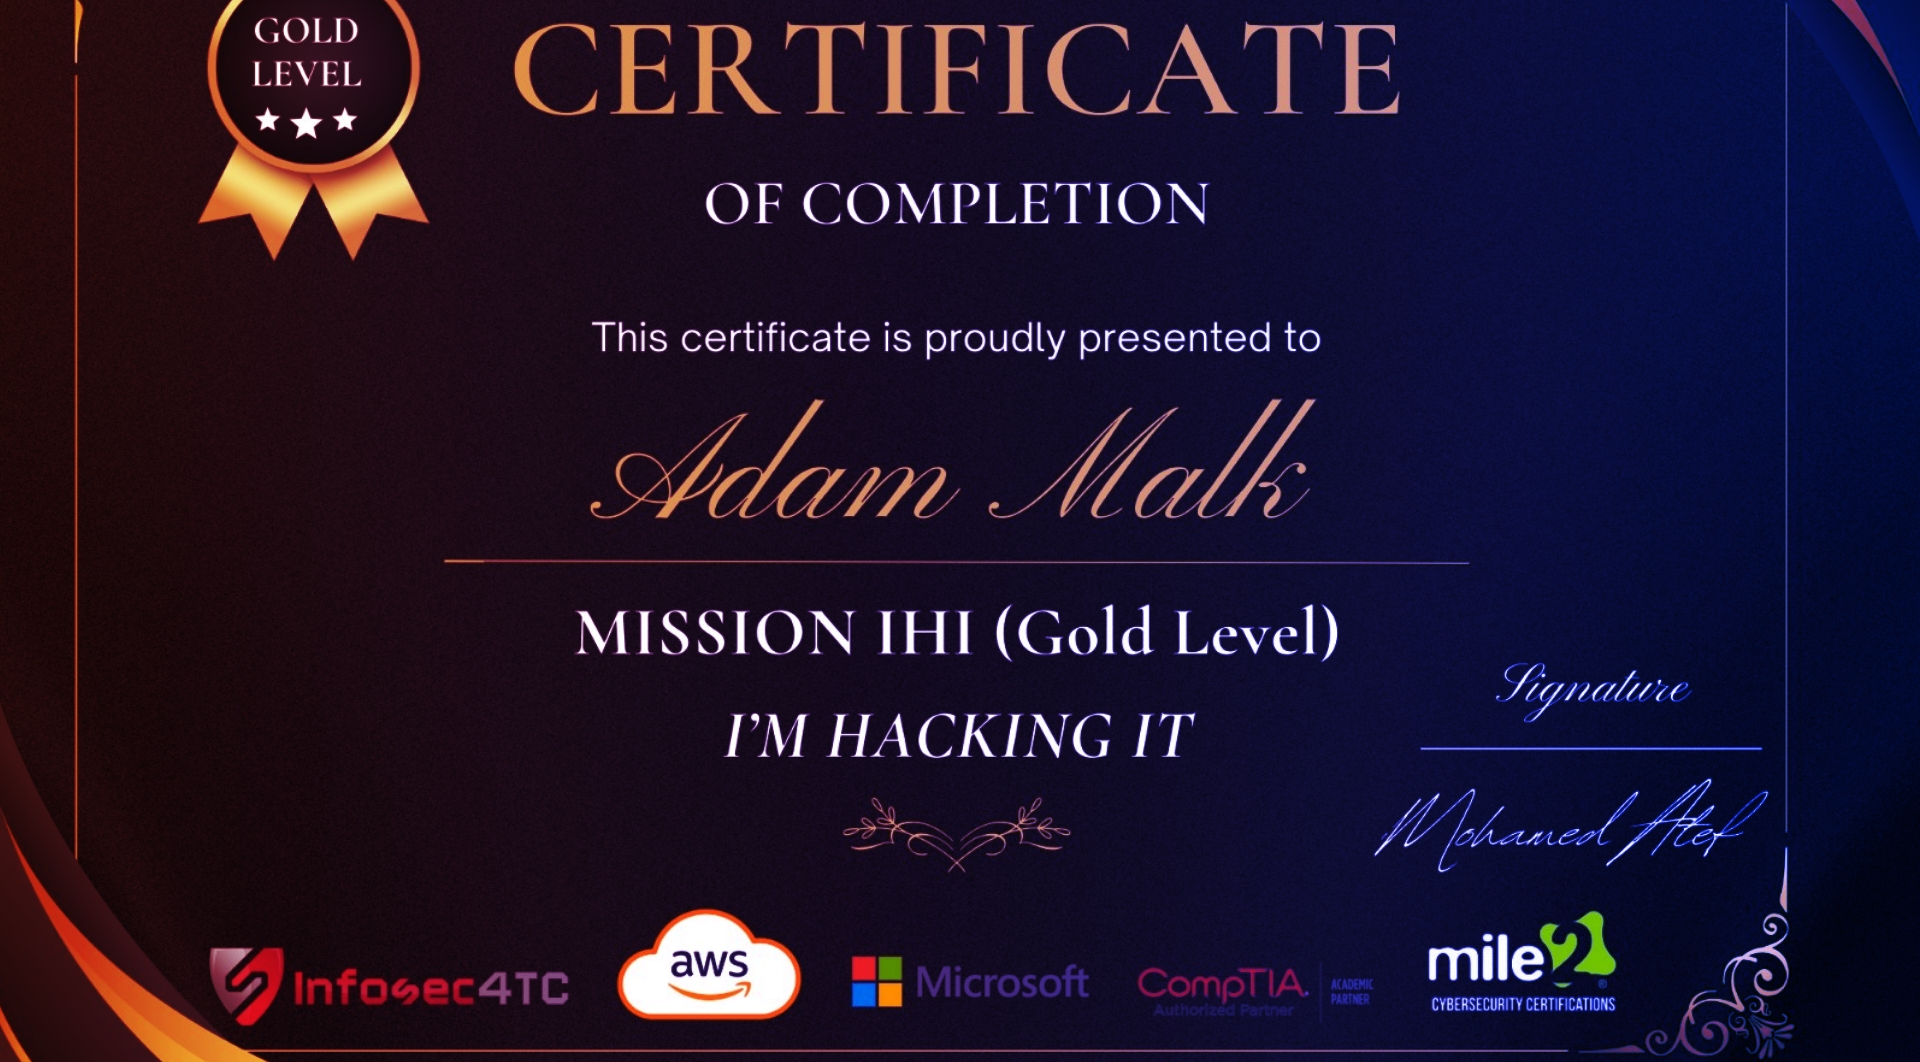 GOLD
LEVEL
CERTIFICATE
OF COMPLETION
This certificate is proudly presented to
Adam Malk
MISSION IHI (Gold Level)
I'M HACKING IT
Signature
Mohamed Atef
Infosec4TC
aws
Microsoft
CompTIA.
Authorized Partner
ACADEMIC
PARTNER
mile2®
CYBERSECURITY CERTIFICATIONS